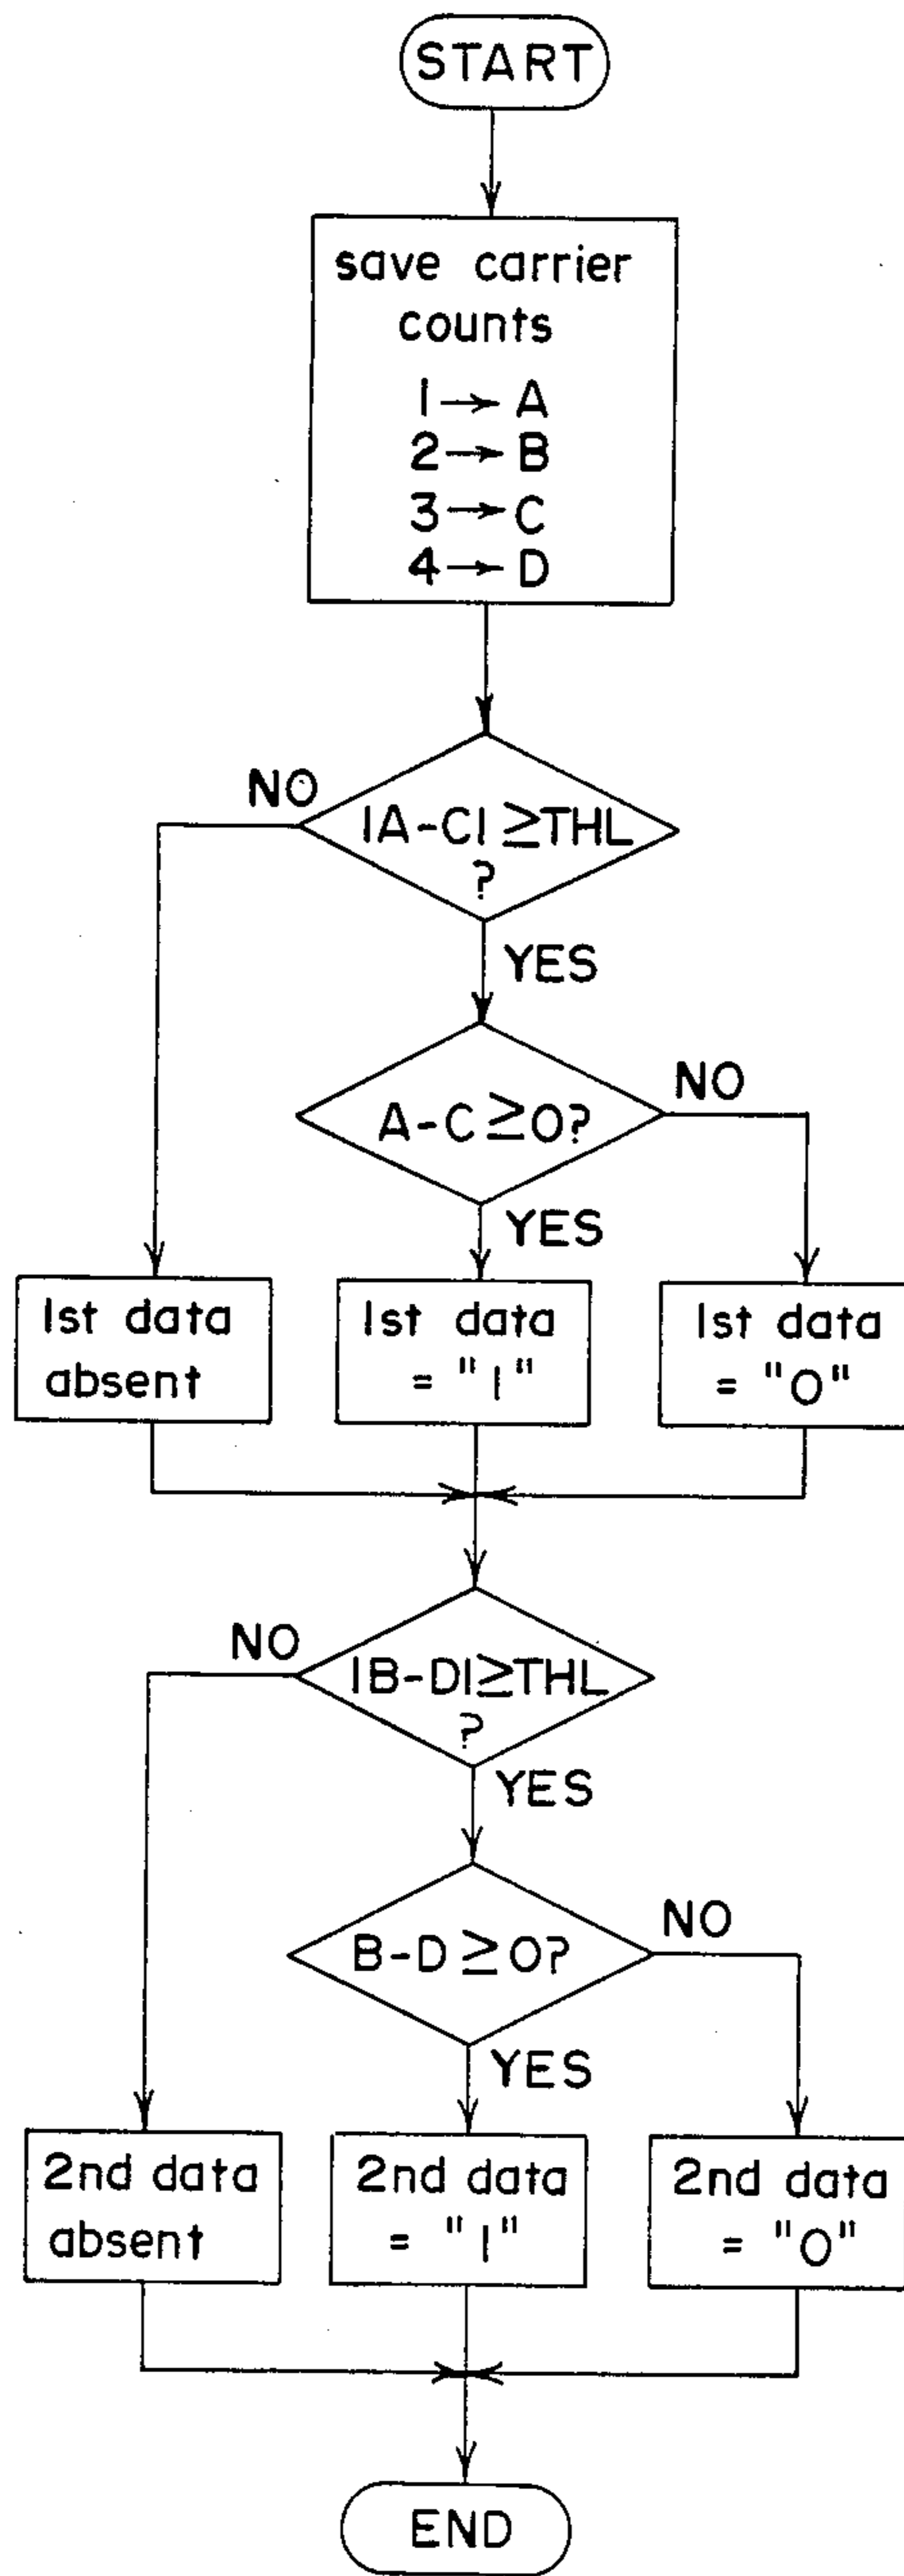 START
save carrier
counts
1 → A
2 → B
3 → C
4 → D
NO
|A-C| ≥ THL
?
YES
A-C ≥ 0?
NO
YES
1st data
absent
1st data
= "1"
1st data
= "0"
NO
|B-D| ≥ THL
?
YES
B-D ≥ 0?
NO
YES
2nd data
absent
2nd data
= "1"
2nd data
= "0"
END